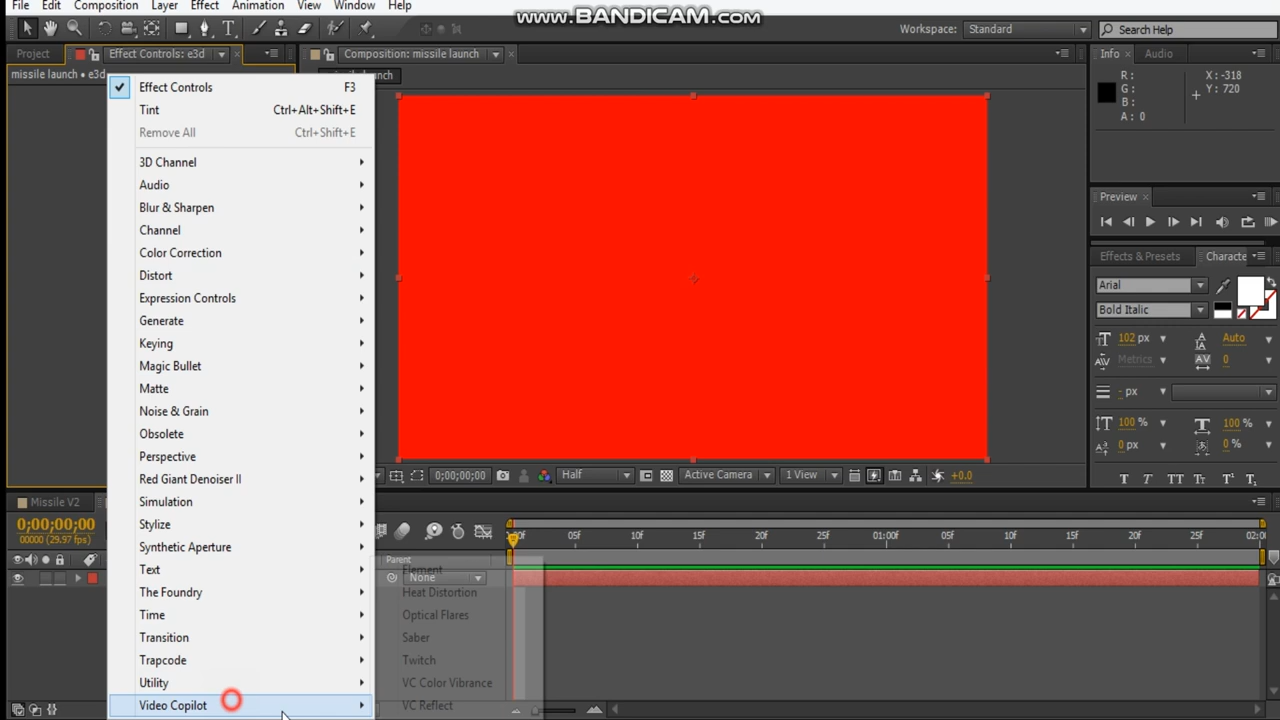 www.BANDICAM.com
File Edit Composition Layer Effect Animation View Window Help
Workspace: Standard Search Help
Project Effect Controls: e3d Composition: missile launch Info Audio
missile launch • e3d
R: X: -318
G: Y: 720
B:
A: 0
Effect Controls F3
Tint Ctrl+Alt+Shift+E
Remove All Ctrl+Shift+E
3D Channel
Audio
Blur & Sharpen
Channel
Color Correction
Distort
Expression Controls
Generate
Keying
Magic Bullet
Matte
Noise & Grain
Obsolete
Perspective
Red Giant Denoiser II
Simulation
Stylize
Synthetic Aperture
Text
The Foundry
Time
Transition
Trapcode
Utility
Video Copilot
Element
Heat Distortion
Optical Flares
Saber
Twitch
VC Color Vibrance
VC Reflect
Preview
Effects & Presets Characte
Arial
Bold Italic
102 px Auto
Metrics 0
- px
100 % 100 %
0 px 0 %
T T TT Tt T¹ T₁
0;00;00;00 Half Active Camera 1 View +0.0
Missile V2
0;00;00;00
00000 (29.97 fps)
05f 10f 15f 20f 25f 01:00f 05f 10f 15f 20f 25f 02:0
Parent
None